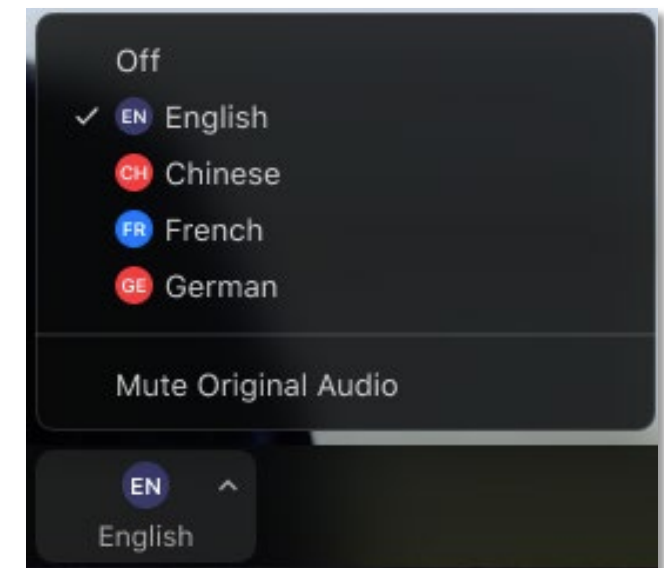 Off
EN English
CH Chinese
FR French
GE German
Mute Original Audio
EN
English